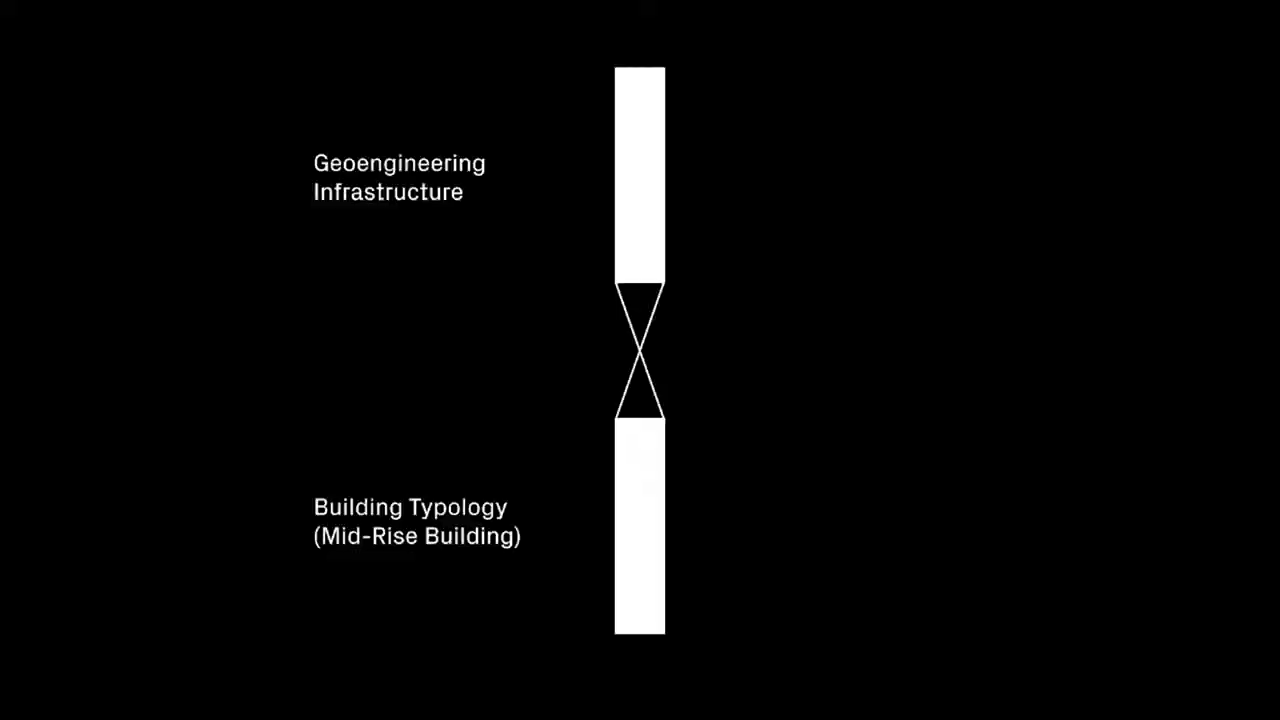 Geoengineering
Infrastructure
Building Typology
(Mid-Rise Building)